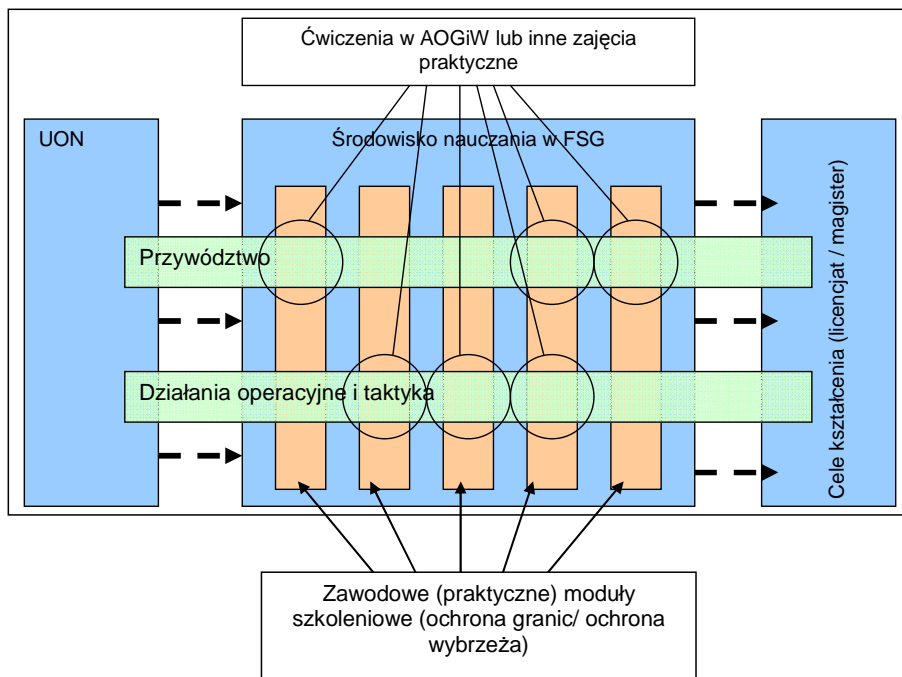 Ćwiczenia w AOGiW lub inne zajęcia
praktyczne
UON
Środowisko nauczania w FSG
Przywództwo
Działania operacyjne i taktyka
Cele kształcenia (licencjat / magister)
Zawodowe (praktyczne) moduły
szkoleniowe (ochrona granic/ ochrona
wybrzeża)